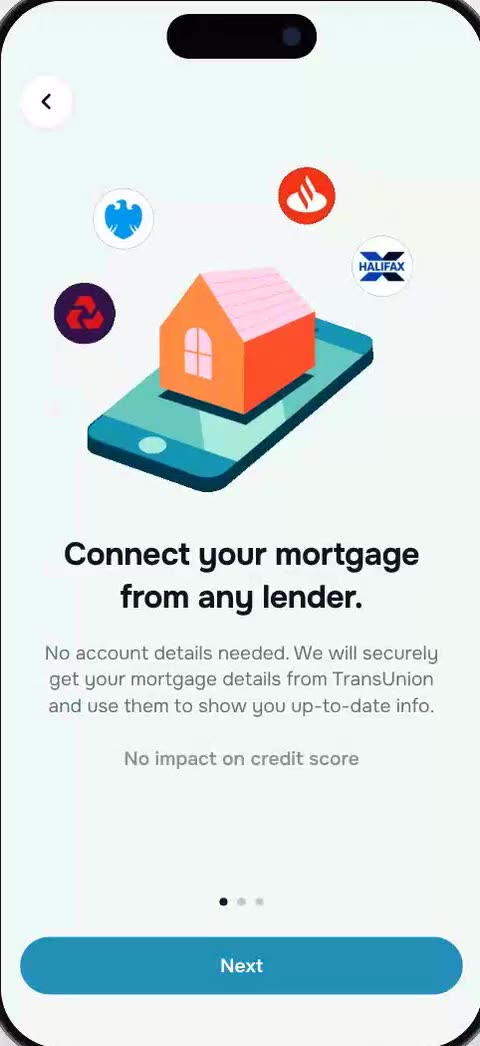 HALIFAX
Connect your mortgage
from any lender.
No account details needed. We will securely
get your mortgage details from TransUnion
and use them to show you up-to-date info.
No impact on credit score
Next